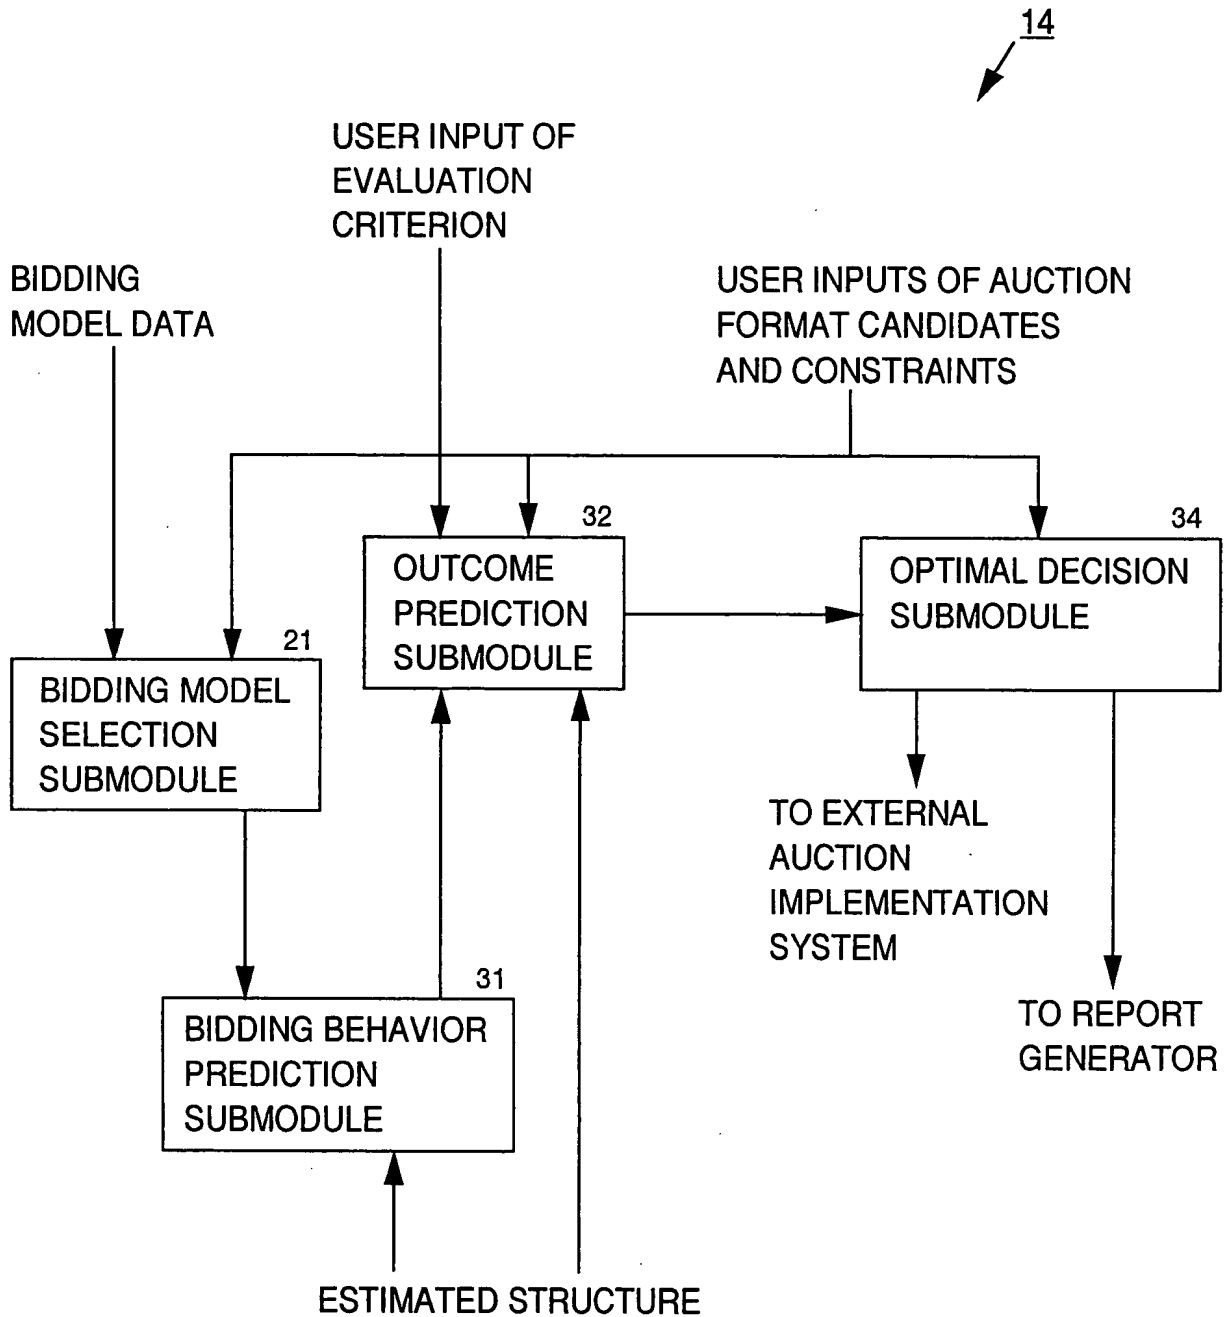 14
USER INPUT OF
EVALUATION
CRITERION
BIDDING
MODEL DATA
USER INPUTS OF AUCTION
FORMAT CANDIDATES
AND CONSTRAINTS
32
OUTCOME
PREDICTION
SUBMODULE
34
OPTIMAL DECISION
SUBMODULE
21
BIDDING MODEL
SELECTION
SUBMODULE
TO EXTERNAL
AUCTION
IMPLEMENTATION
SYSTEM
31
BIDDING BEHAVIOR
PREDICTION
SUBMODULE
TO REPORT
GENERATOR
ESTIMATED STRUCTURE